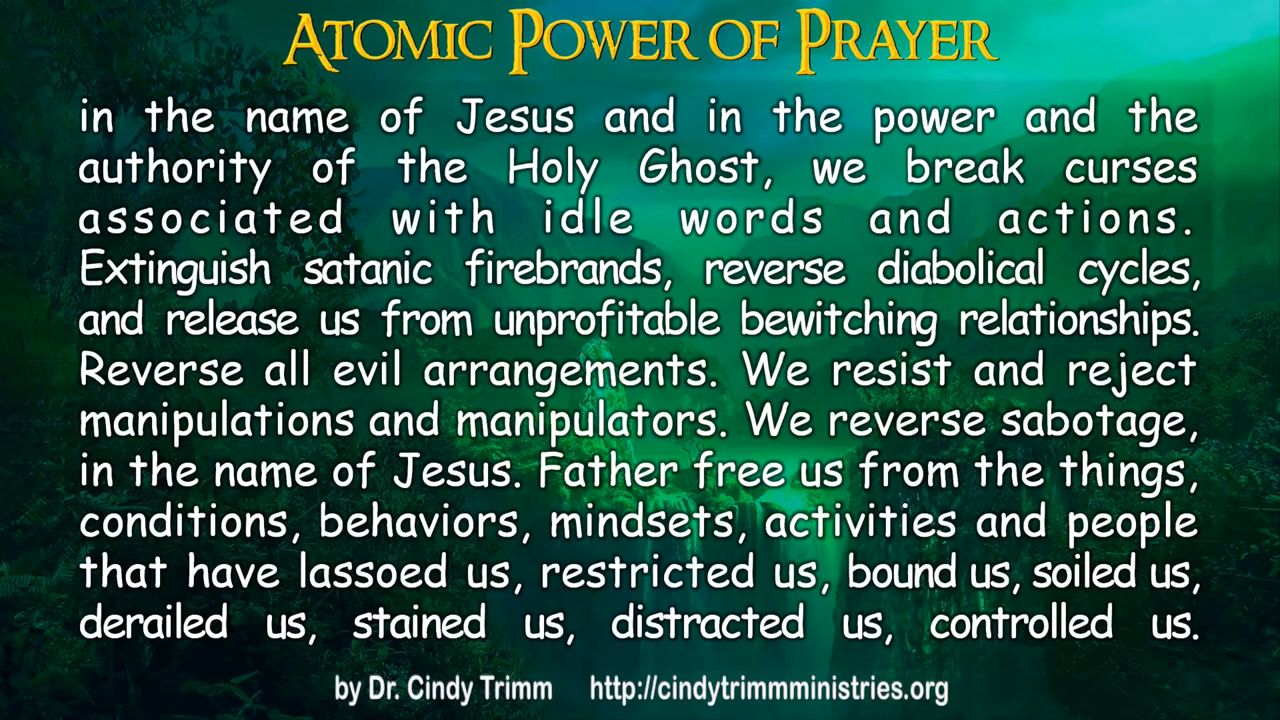 ATOMIC POWER OF PRAYER
in the name of Jesus and in the power and the
authority of the Holy Ghost, we break curses
associated with idle words and actions.
Extinguish satanic firebrands, reverse diabolical cycles,
and release us from unprofitable bewitching relationships.
Reverse all evil arrangements. We resist and reject
manipulations and manipulators. We reverse sabotage,
in the name of Jesus. Father free us from the things,
conditions, behaviors, mindsets, activities and people
that have lassoed us, restricted us, bound us, soiled us,
derailed us, stained us, distracted us, controlled us.
by Dr. Cindy Trimm http://cindytrimmministries.org